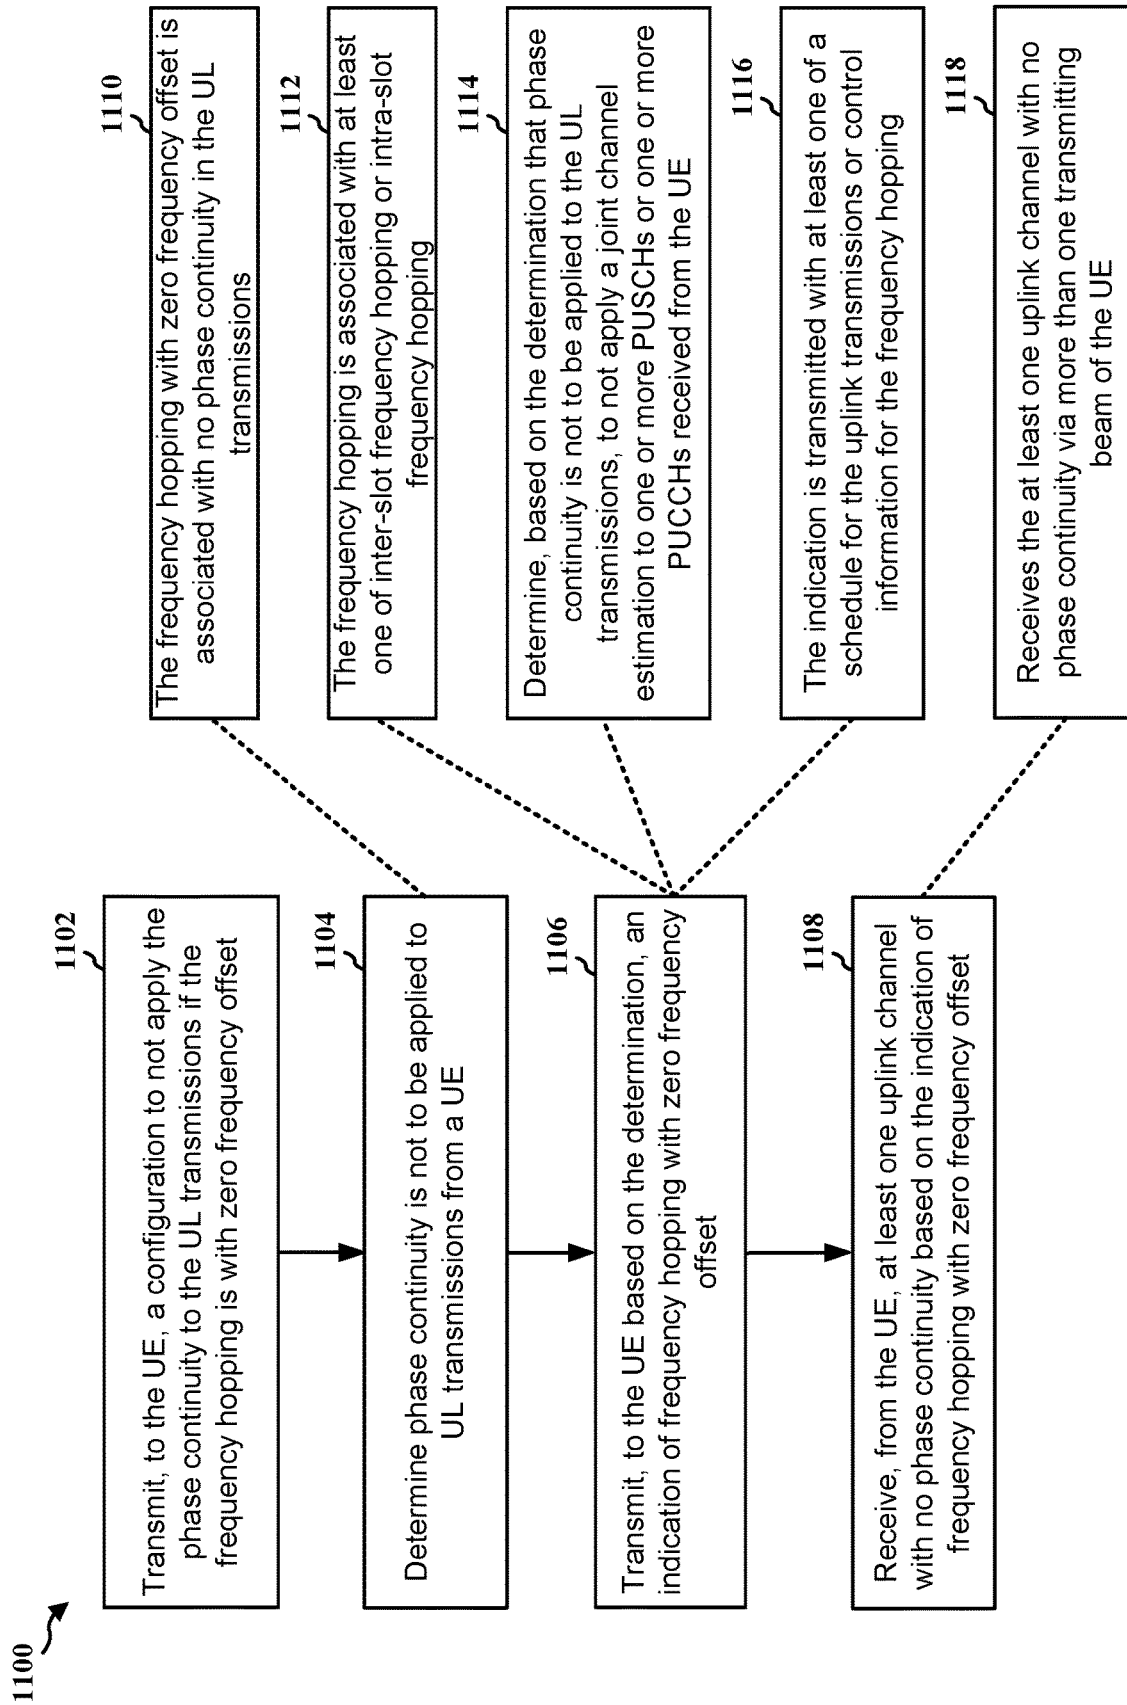 1100
1102
Transmit, to the UE, a configuration to not apply the
phase continuity to the UL transmissions if the
frequency hopping is with zero frequency offset
1104
Determine phase continuity is not to be applied to
UL transmissions from a UE
1106
Transmit, to the UE based on the determination, an
indication of frequency hopping with zero frequency
offset
1108
Receive, from the UE, at least one uplink channel
with no phase continuity based on the indication of
frequency hopping with zero frequency offset
1110
The frequency hopping with zero frequency offset is
associated with no phase continuity in the UL
transmissions
1112
The frequency hopping is associated with at least
one of inter-slot frequency hopping or intra-slot
frequency hopping
1114
Determine, based on the determination that phase
continuity is not to be applied to the UL
transmissions, to not apply a joint channel
estimation to one or more PUSCHs or one or more
PUCCHs received from the UE
1116
The indication is transmitted with at least one of a
schedule for the uplink transmissions or control
information for the frequency hopping
1118
Receives the at least one uplink channel with no
phase continuity via more than one transmitting
beam of the UE